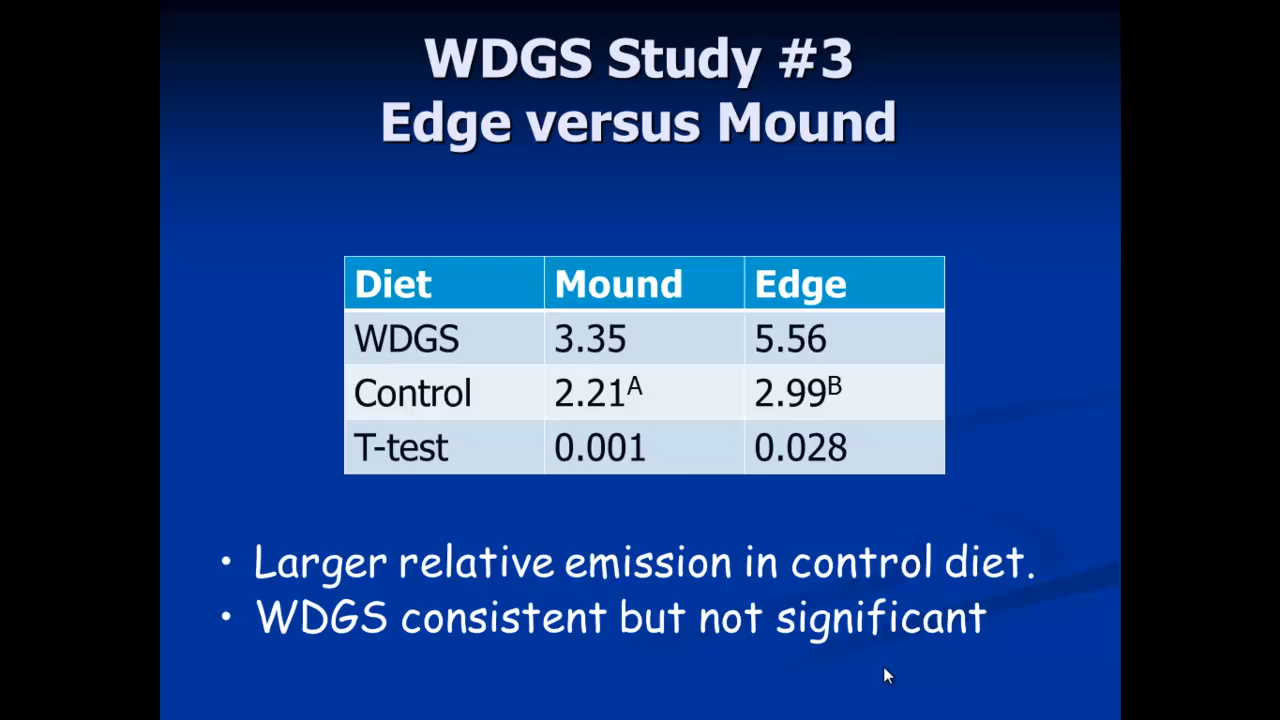 WDGS Study #3
Edge versus Mound
Diet Mound Edge
WDGS 3.35 5.56
Control 2.21ᴬ 2.99ᴮ
T-test 0.001 0.028
• Larger relative emission in control diet.
• WDGS consistent but not significant